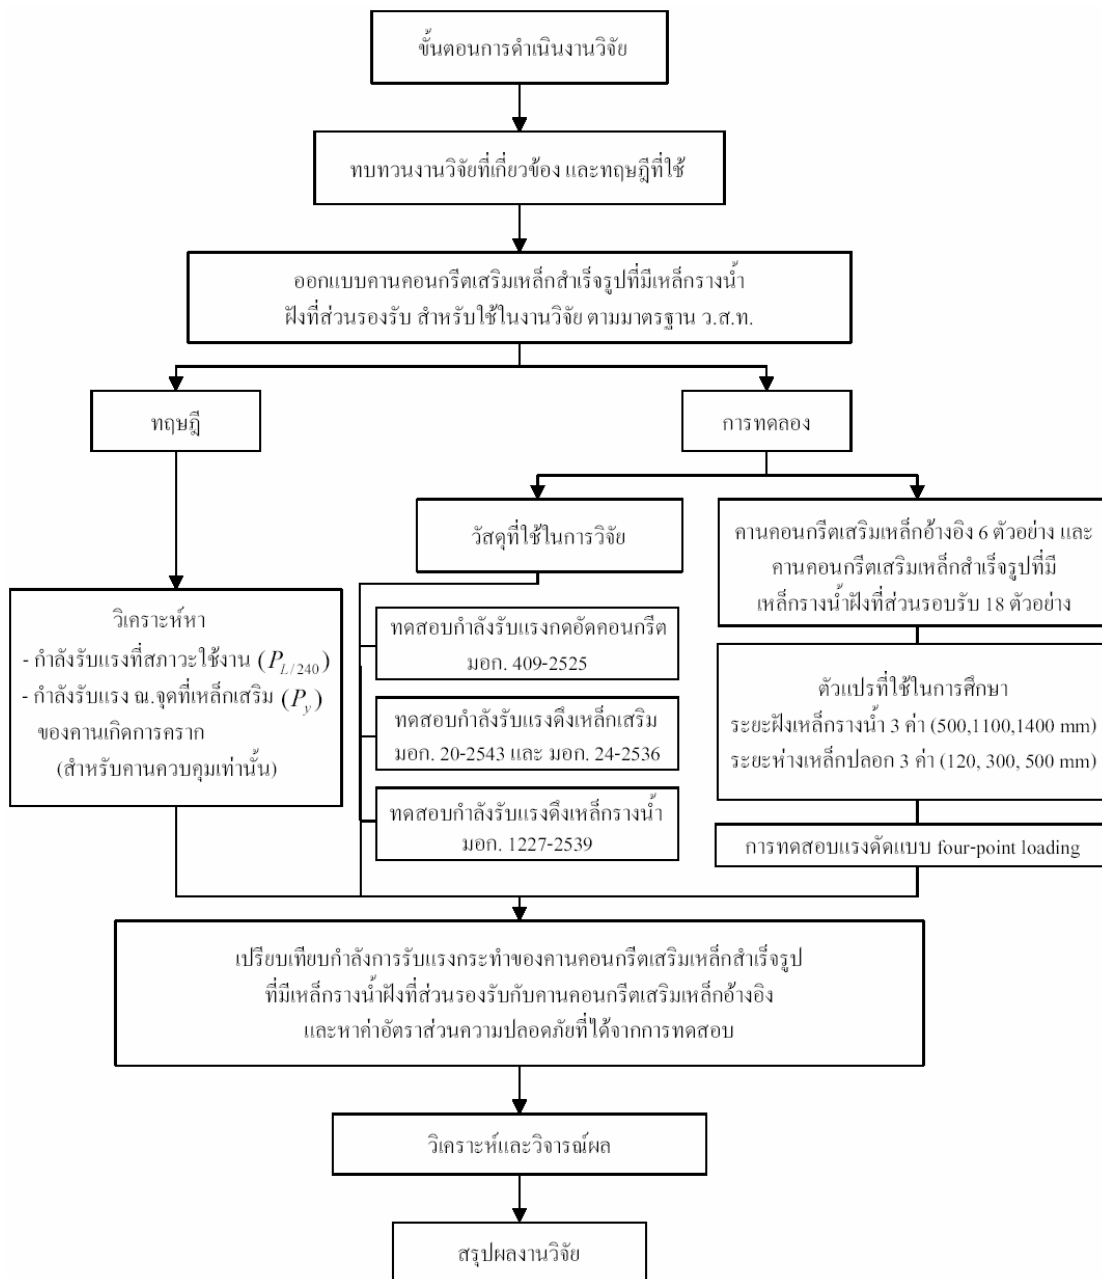 ขั้นตอนการดำเนินงานวิจัย
ทบทวนงานวิจัยที่เกี่ยวข้อง และทฤษฎีที่ใช้
ออกแบบคานคอนกรีตเสริมเหล็กสำเร็จรูปที่มีเหล็กรางน้ำ
ฝังที่ส่วนรองรับ สำหรับใช้ในงานวิจัย ตามมาตรฐาน ว.ส.ท.
ทฤษฎี
การทดลอง
วิเคราะห์หา
- กำลังรับแรงที่สภาวะใช้งาน (P_{L/240})
- กำลังรับแรง ณ.จุดที่เหล็กเสริม (P_y)
ของคานเกิดการคราก
(สำหรับคานควบคุมเท่านั้น)
วัสดุที่ใช้ในการวิจัย
ทดสอบกำลังรับแรงกดอัดคอนกรีต
มอก. 409-2525
ทดสอบกำลังรับแรงดึงเหล็กเสริม
มอก. 20-2543 และ มอก. 24-2536
ทดสอบกำลังรับแรงดึงเหล็กรางน้ำ
มอก. 1227-2539
คานคอนกรีตเสริมเหล็กอ้างอิง 6 ตัวอย่าง และ
คานคอนกรีตเสริมเหล็กสำเร็จรูปที่มี
เหล็กรางน้ำฝังที่ส่วนรอบรับ 18 ตัวอย่าง
ตัวแปรที่ใช้ในการศึกษา
ระยะฝังเหล็กรางน้ำ 3 ค่า (500,1100,1400 mm)
ระยะห่างเหล็กปลอก 3 ค่า (120, 300, 500 mm)
การทดสอบแรงดัดแบบ four-point loading
เปรียบเทียบกำลังการรับแรงกระทำของคานคอนกรีตเสริมเหล็กสำเร็จรูป
ที่มีเหล็กรางน้ำฝังที่ส่วนรองรับกับคานคอนกรีตเสริมเหล็กอ้างอิง
และหาค่าอัตราส่วนความปลอดภัยที่ได้จากการทดสอบ
วิเคราะห์และวิจารณ์ผล
สรุปผลงานวิจัย